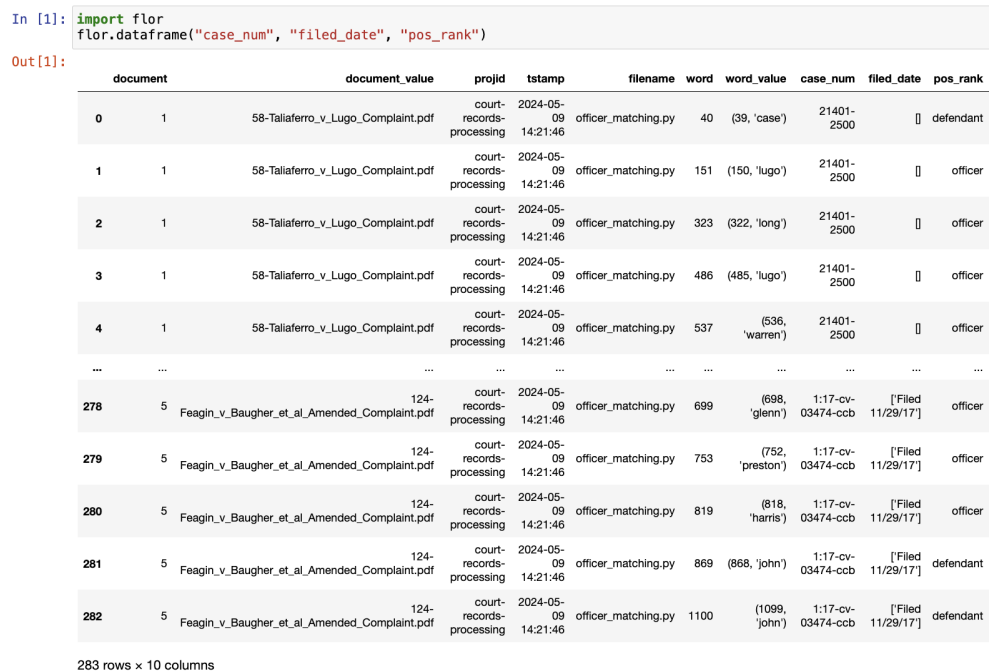 In [1]: import flor
flor.dataframe("case_num", "filed_date", "pos_rank")
Out[1]:
document document_value projid tstamp filename word word_value case_num filed_date pos_rank
0 1 58-Taliaferro_v_Lugo_Complaint.pdf court-records-processing 2024-05-09 14:21:46 officer_matching.py 40 (39, 'case') 21401-2500 [] defendant
1 1 58-Taliaferro_v_Lugo_Complaint.pdf court-records-processing 2024-05-09 14:21:46 officer_matching.py 151 (150, 'lugo') 21401-2500 [] officer
2 1 58-Taliaferro_v_Lugo_Complaint.pdf court-records-processing 2024-05-09 14:21:46 officer_matching.py 323 (322, 'long') 21401-2500 [] officer
3 1 58-Taliaferro_v_Lugo_Complaint.pdf court-records-processing 2024-05-09 14:21:46 officer_matching.py 486 (485, 'lugo') 21401-2500 [] officer
4 1 58-Taliaferro_v_Lugo_Complaint.pdf court-records-processing 2024-05-09 14:21:46 officer_matching.py 537 (536, 'warren') 21401-2500 [] officer
... ... ... ... ... ... ... ... ... ... ...
278 5 124-Feagin_v_Baugher_et_al_Amended_Complaint.pdf court-records-processing 2024-05-09 14:21:46 officer_matching.py 699 (698, 'glenn') 1:17-cv-03474-ccb ['Filed 11/29/17'] officer
279 5 124-Feagin_v_Baugher_et_al_Amended_Complaint.pdf court-records-processing 2024-05-09 14:21:46 officer_matching.py 753 (752, 'preston') 1:17-cv-03474-ccb ['Filed 11/29/17'] officer
280 5 124-Feagin_v_Baugher_et_al_Amended_Complaint.pdf court-records-processing 2024-05-09 14:21:46 officer_matching.py 819 (818, 'harris') 1:17-cv-03474-ccb ['Filed 11/29/17'] officer
281 5 124-Feagin_v_Baugher_et_al_Amended_Complaint.pdf court-records-processing 2024-05-09 14:21:46 officer_matching.py 869 (868, 'john') 1:17-cv-03474-ccb ['Filed 11/29/17'] defendant
282 5 124-Feagin_v_Baugher_et_al_Amended_Complaint.pdf court-records-processing 2024-05-09 14:21:46 officer_matching.py 1100 (1099, 'john') 1:17-cv-03474-ccb ['Filed 11/29/17'] defendant
283 rows × 10 columns